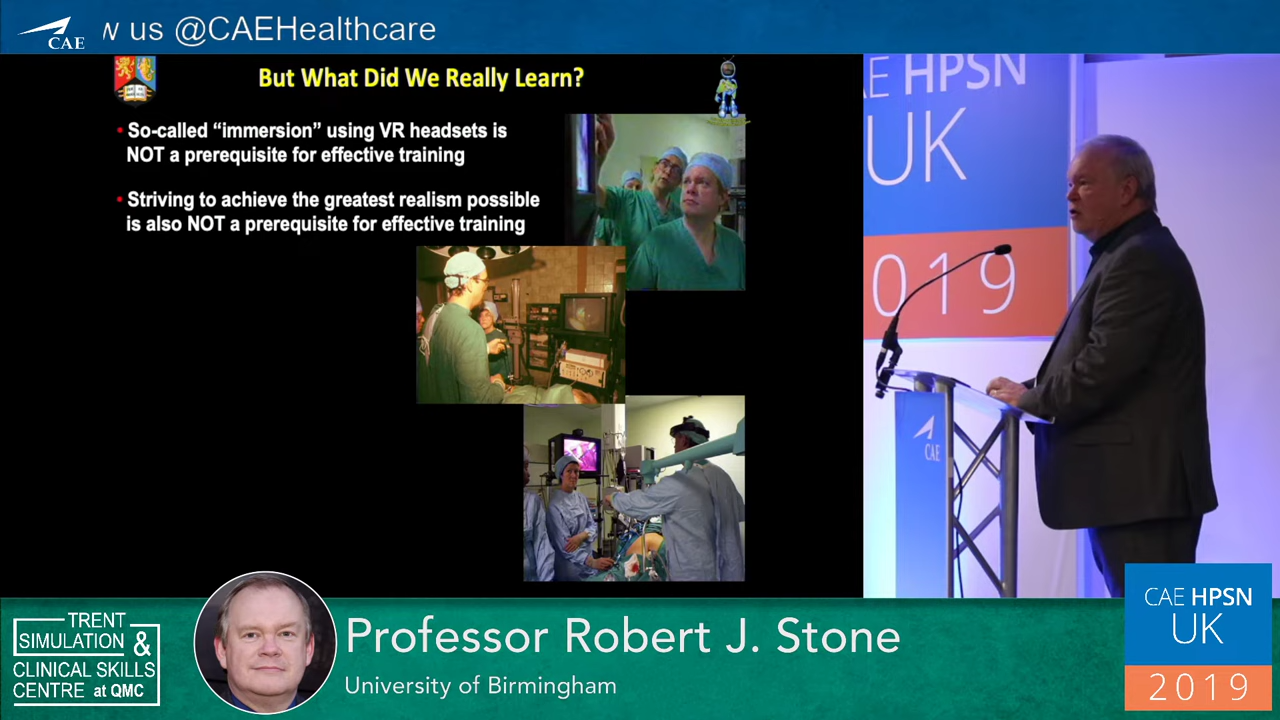 w us @CAEHealthcare
CAE
But What Did We Really Learn?
• So-called “immersion” using VR headsets is
NOT a prerequisite for effective training
• Striving to achieve the greatest realism possible
is also NOT a prerequisite for effective training
AE HPSN
UK
2019
CAE
TRENT
SIMULATION &
CLINICAL SKILLS
CENTRE at QMC
Professor Robert J. Stone
University of Birmingham
CAE HPSN
UK
2019